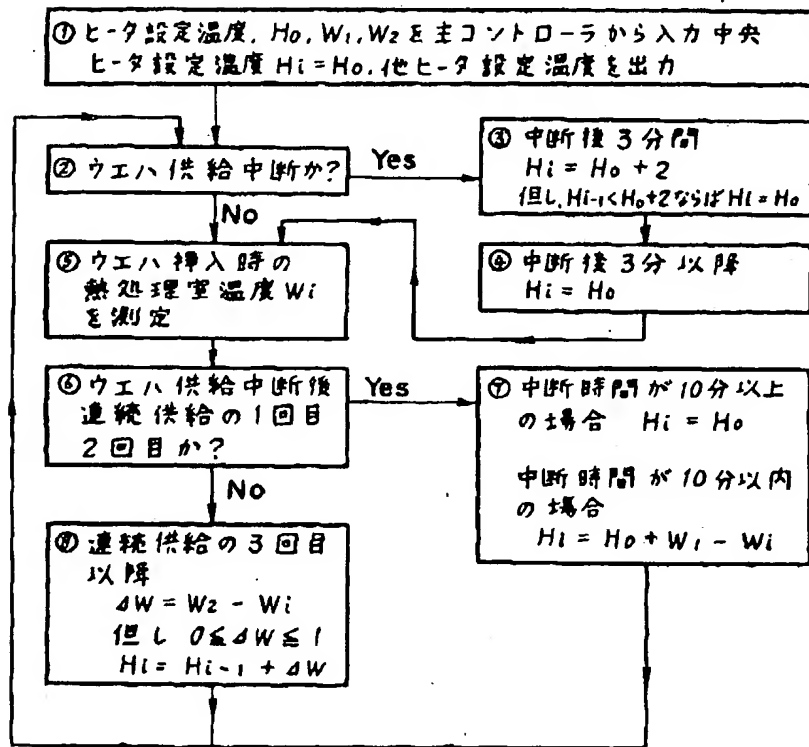 ① ヒータ設定温度, Ho, W1, W2 を主コントローラから入力 中央
ヒータ設定温度 Hi = Ho, 他ヒータ設定温度を出力
② ウエハ供給中断か?
Yes
No
③ 中断後3分間
Hi = Ho + 2
但し, Hi-1 < Ho+2 ならば Hi = Ho
④ 中断後3分以降
Hi = Ho
⑤ ウエハ挿入時の
熱処理室温度 Wi
を測定
⑥ ウエハ供給中断後
連続供給の1回目
2回目か?
Yes
No
⑦ 中断時間が10分以上
の場合 Hi = Ho
中断時間が10分以内
の場合
Hi = Ho + W1 - Wi
⑧ 連続供給の3回目
以降
ΔW = W2 - Wi
但し 0 ≦ ΔW ≦ 1
Hi = Hi-1 + ΔW